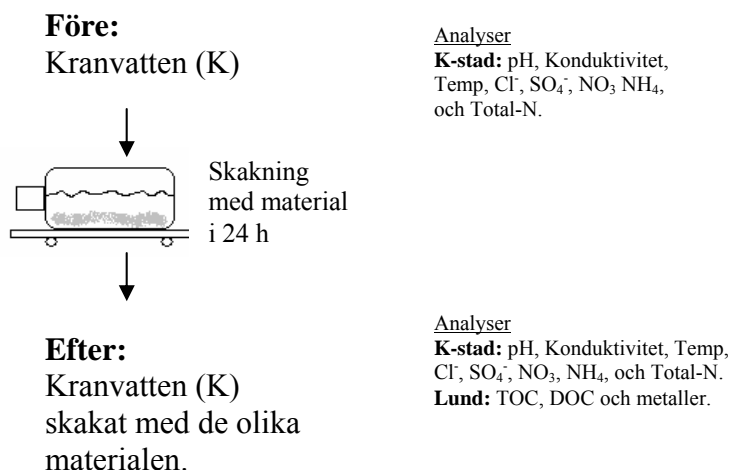 Före:
Kranvatten (K)
Analyser
K-stad: pH, Konduktivitet,
Temp, Cl⁻, SO₄⁻, NO₃ NH₄,
och Total-N.
Skakning
med material
i 24 h
Efter:
Kranvatten (K)
skakat med de olika
materialen.
Analyser
K-stad: pH, Konduktivitet, Temp,
Cl⁻, SO₄⁻, NO₃, NH₄, och Total-N.
Lund: TOC, DOC och metaller.